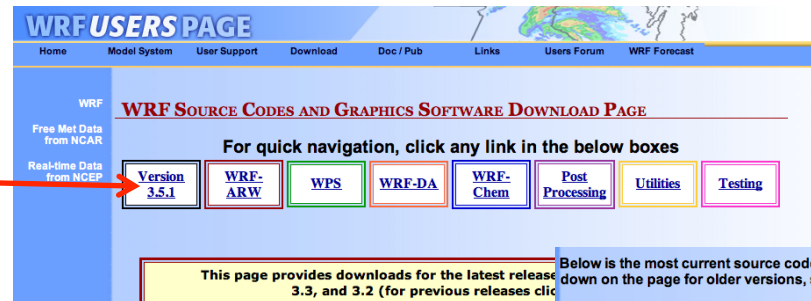 WRF USERS PAGE
Home Model System User Support Download Doc / Pub Links Users Forum WRF Forecast
WRF
Free Met Data
from NCAR
Real-time Data
from NCEP
WRF SOURCE CODES AND GRAPHICS SOFTWARE DOWNLOAD PAGE
For quick navigation, click any link in the below boxes
Version
3.5.1
WRF-
ARW
WPS
WRF-DA
WRF-
Chem
Post
Processing
Utilities
Testing
This page provides downloads for the latest release
3.3, and 3.2 (for previous releases
Below is the most current source
down on the page for older versions,